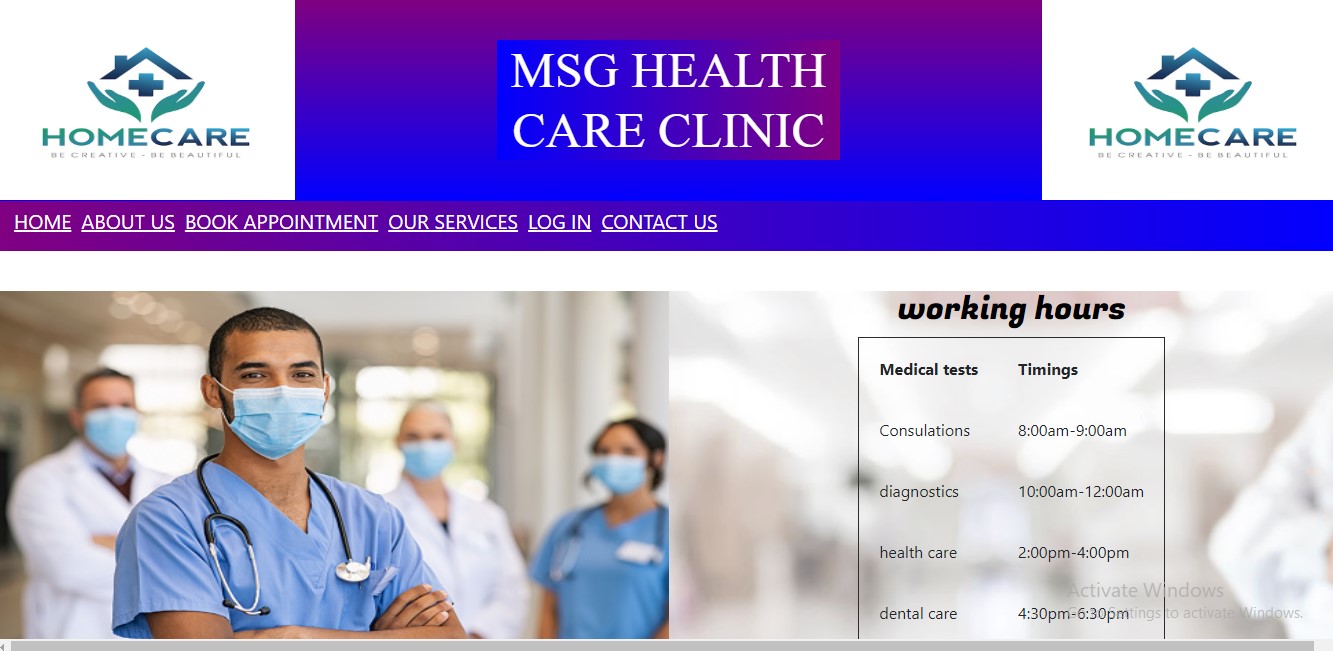 HOMECARE
BE CREATIVE - BE BEAUTIFUL
MSG HEALTH
CARE CLINIC
HOMECARE
BE CREATIVE - BE BEAUTIFUL
HOME ABOUT US BOOK APPOINTMENT OUR SERVICES LOG IN CONTACT US
working hours
Medical tests Timings
Consulations 8:00am-9:00am
diagnostics 10:00am-12:00am
health care 2:00pm-4:00pm
dental care 4:30pm-6:30pm
Activate Windows
Go to Settings to activate Windows.